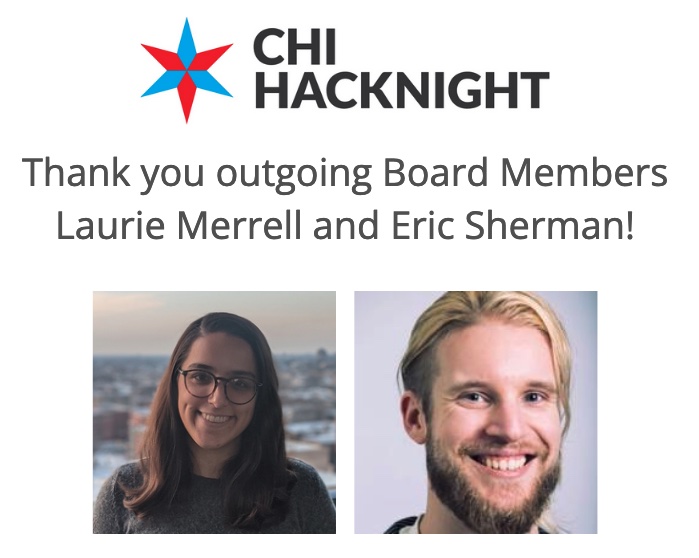 CHI
HACKNIGHT
Thank you outgoing Board Members
Laurie Merrell and Eric Sherman!